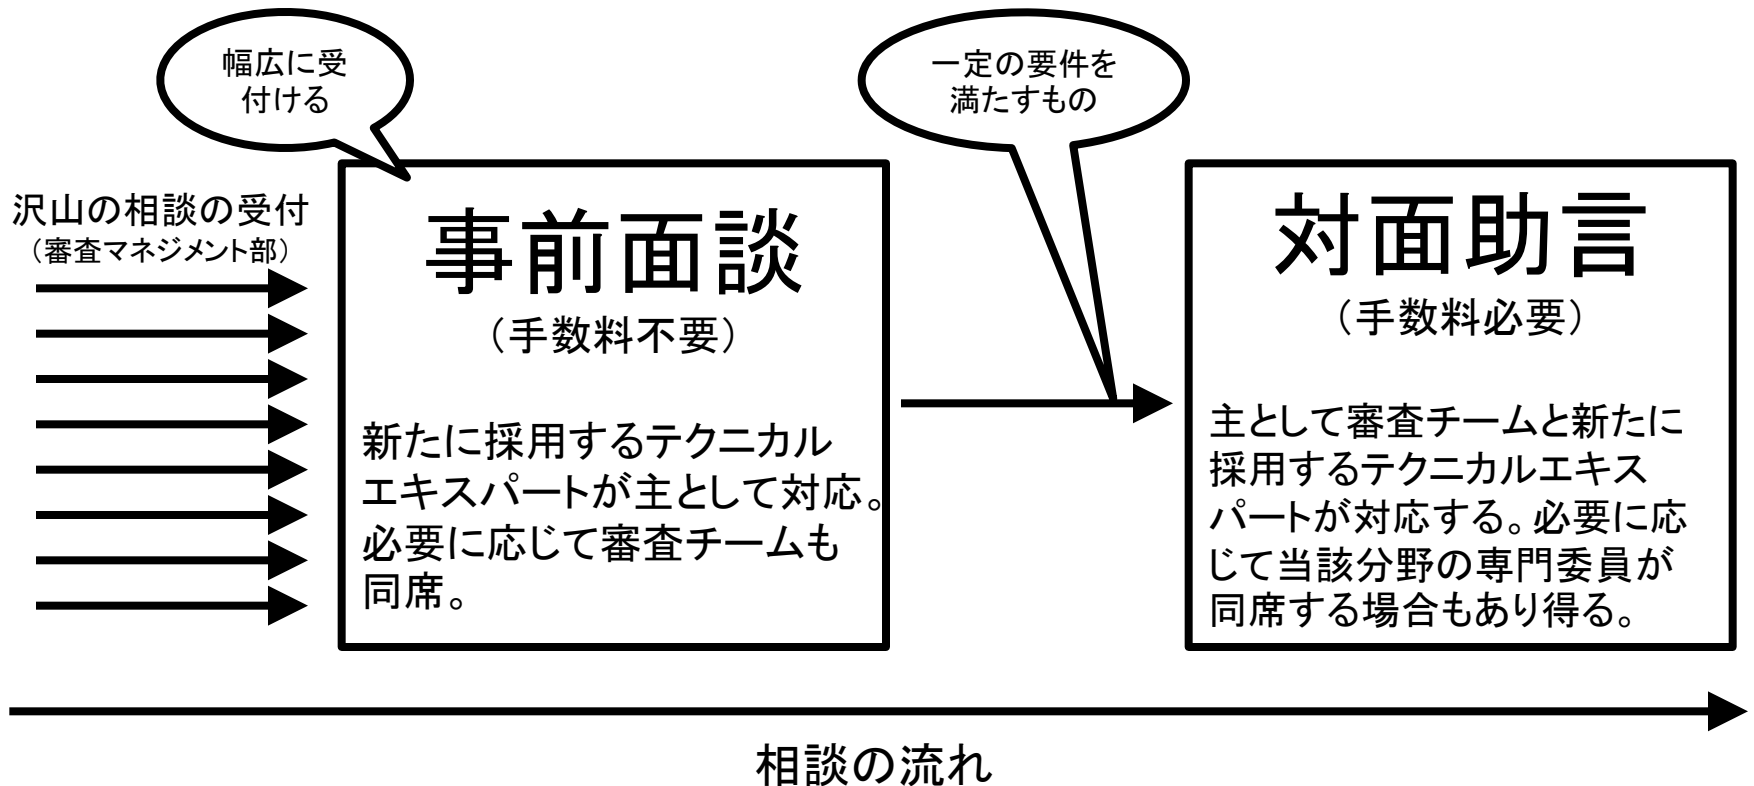 幅広に受
付ける
一定の要件を
満たすもの
沢山の相談の受付
（審査マネジメント部）
事前面談
（手数料不要）
新たに採用するテクニカル
エキスパートが主として対応。
必要に応じて審査チームも
同席。
対面助言
（手数料必要）
主として審査チームと新たに
採用するテクニカルエキス
パートが対応する。必要に応
じて当該分野の専門委員が
同席する場合もあり得る。
相談の流れ